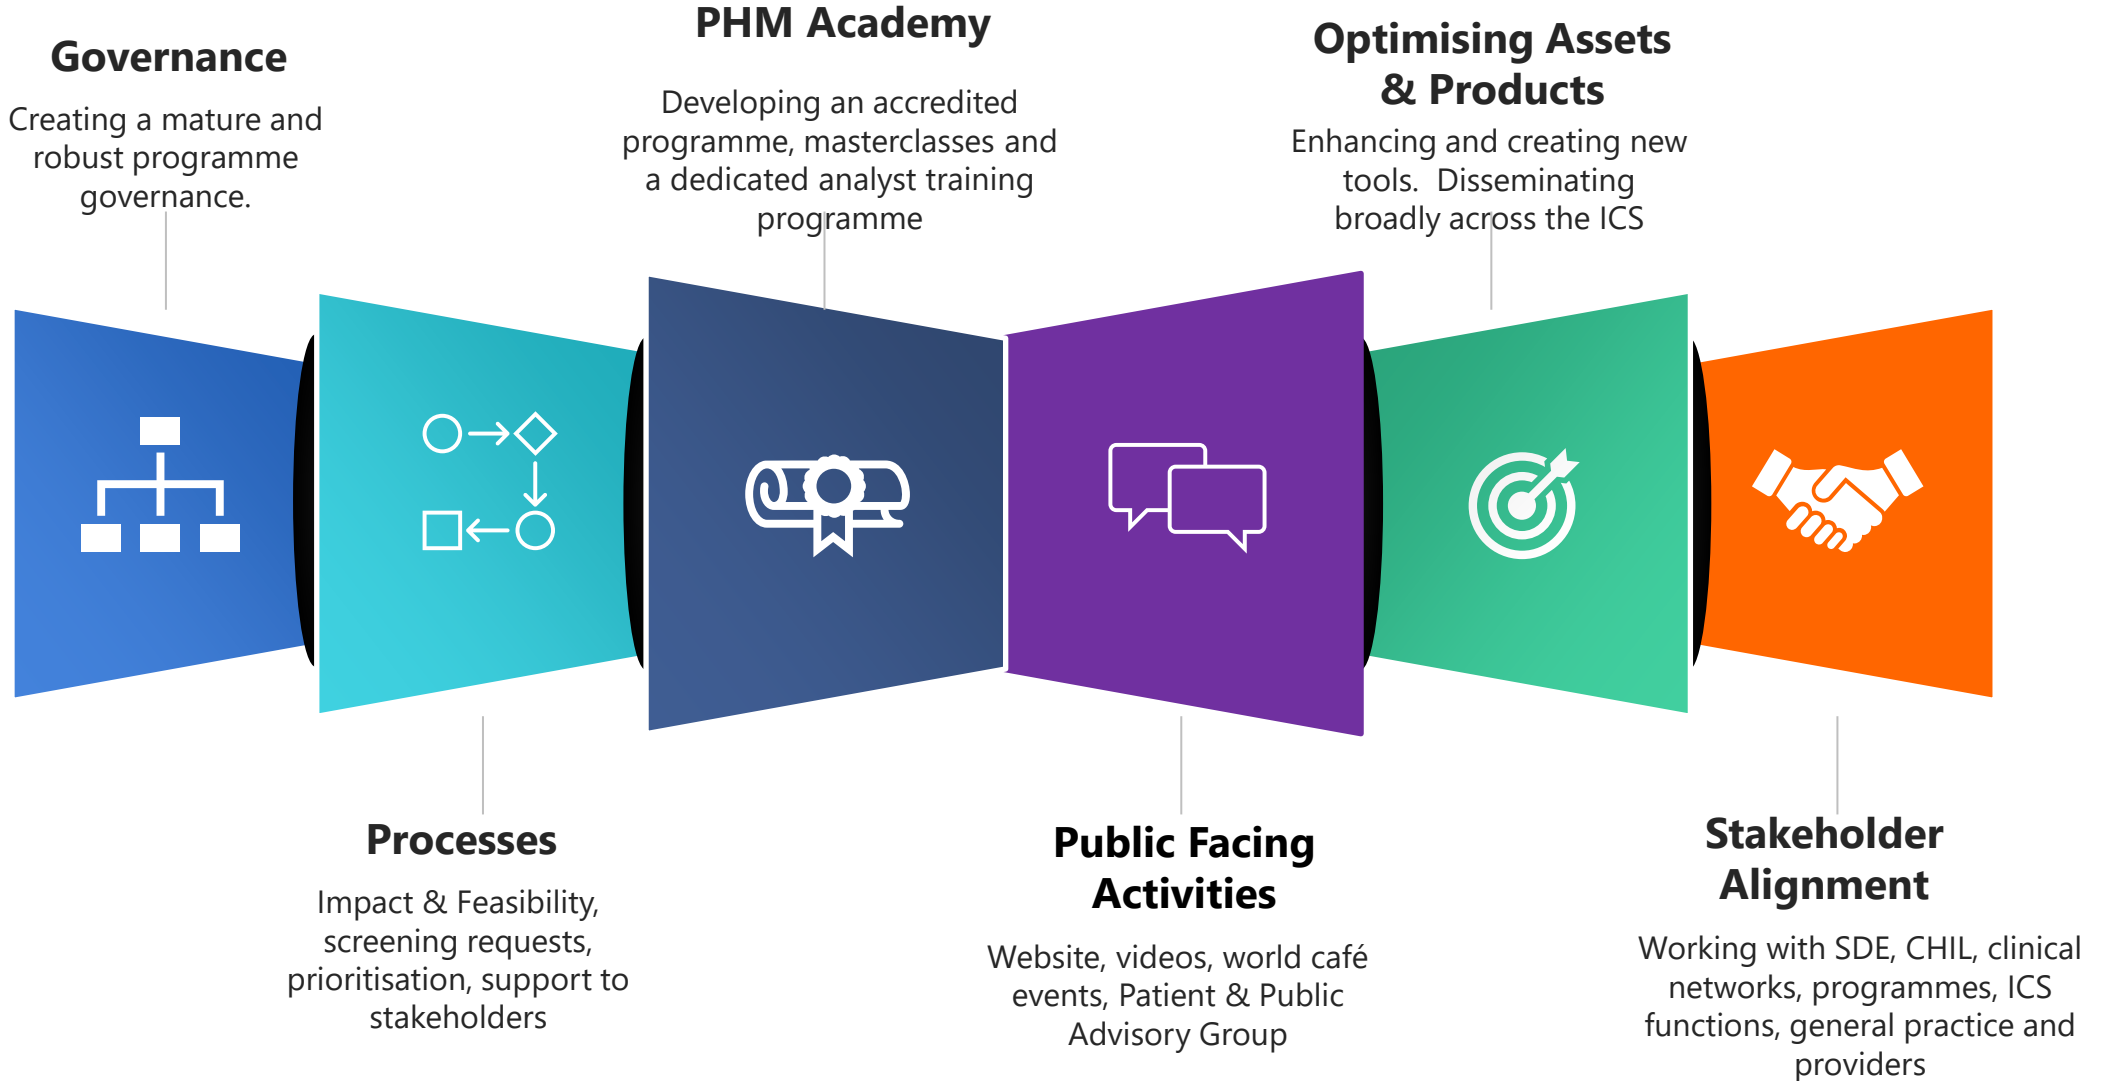 Governance
Creating a mature and
robust programme
governance.
PHM Academy
Developing an accredited
programme, masterclasses and
a dedicated analyst training
programme
Optimising Assets
& Products
Enhancing and creating new
tools.  Disseminating
broadly across the ICS
Processes
Impact & Feasibility,
screening requests,
prioritisation, support to
stakeholders
Public Facing
Activities
Website, videos, world café
events, Patient & Public
Advisory Group
Stakeholder
Alignment
Working with SDE, CHIL, clinical
networks, programmes, ICS
functions, general practice and
providers